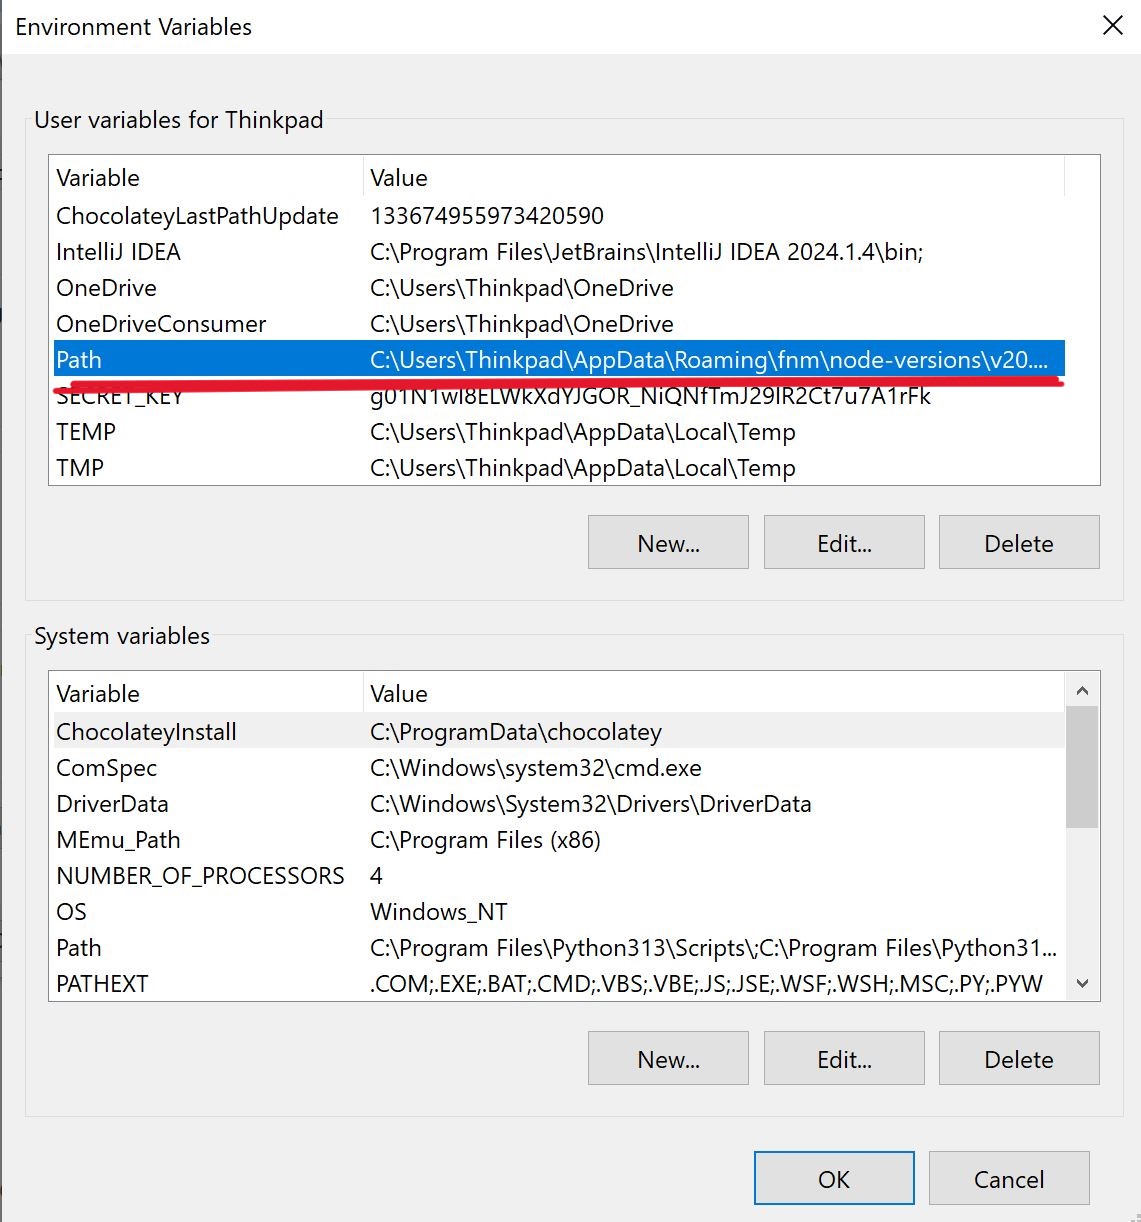 Environment Variables
User variables for Thinkpad
Variable Value
ChocolateyLastPathUpdate 133674955973420590
IntelliJ IDEA C:\Program Files\JetBrains\IntelliJ IDEA 2024.1.4\bin;
OneDrive C:\Users\Thinkpad\OneDrive
OneDriveConsumer C:\Users\Thinkpad\OneDrive
Path C:\Users\Thinkpad\AppData\Roaming\fnm\node-versions\v20....
SECRET_KEY
TEMP C:\Users\Thinkpad\AppData\Local\Temp
TMP C:\Users\Thinkpad\AppData\Local\Temp
New... Edit... Delete
System variables
Variable Value
ChocolateyInstall C:\ProgramData\chocolatey
ComSpec C:\Windows\system32\cmd.exe
DriverData C:\Windows\System32\Drivers\DriverData
MEmu_Path C:\Program Files (x86)
NUMBER_OF_PROCESSORS 4
OS Windows_NT
Path C:\Program Files\Python313\Scripts\;C:\Program Files\Python31...
PATHEXT .COM;.EXE;.BAT;.CMD;.VBS;.VBE;.JS;.JSE;.WSF;.WSH;.MSC;.PY;.PYW
New... Edit... Delete
OK Cancel